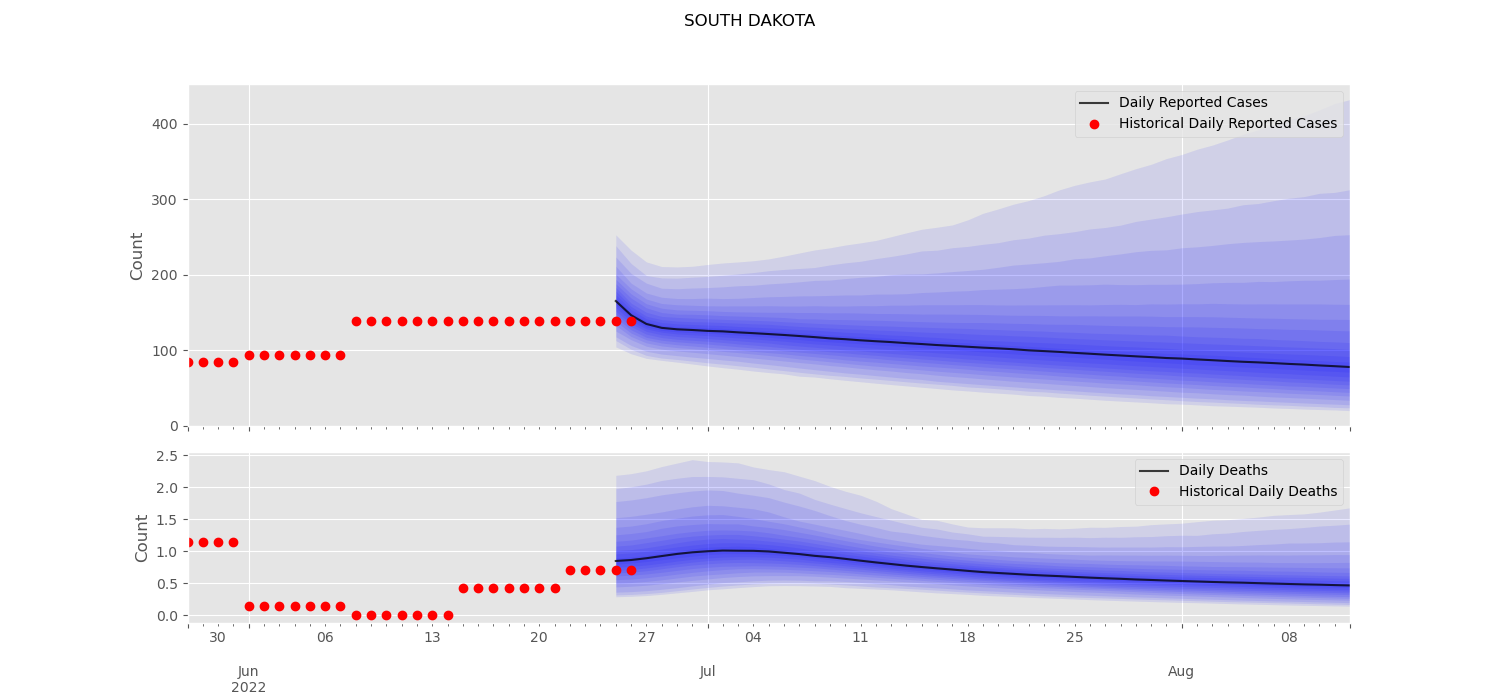 SOUTH DAKOTA
Daily Reported Cases
Historical Daily Reported Cases
Count
400
300
200
100
0
Daily Deaths
Historical Daily Deaths
Count
2.5
2.0
1.5
1.0
0.5
0.0
30 06 13 20 27 04 11 18 25 08
Jun Jul Aug
2022